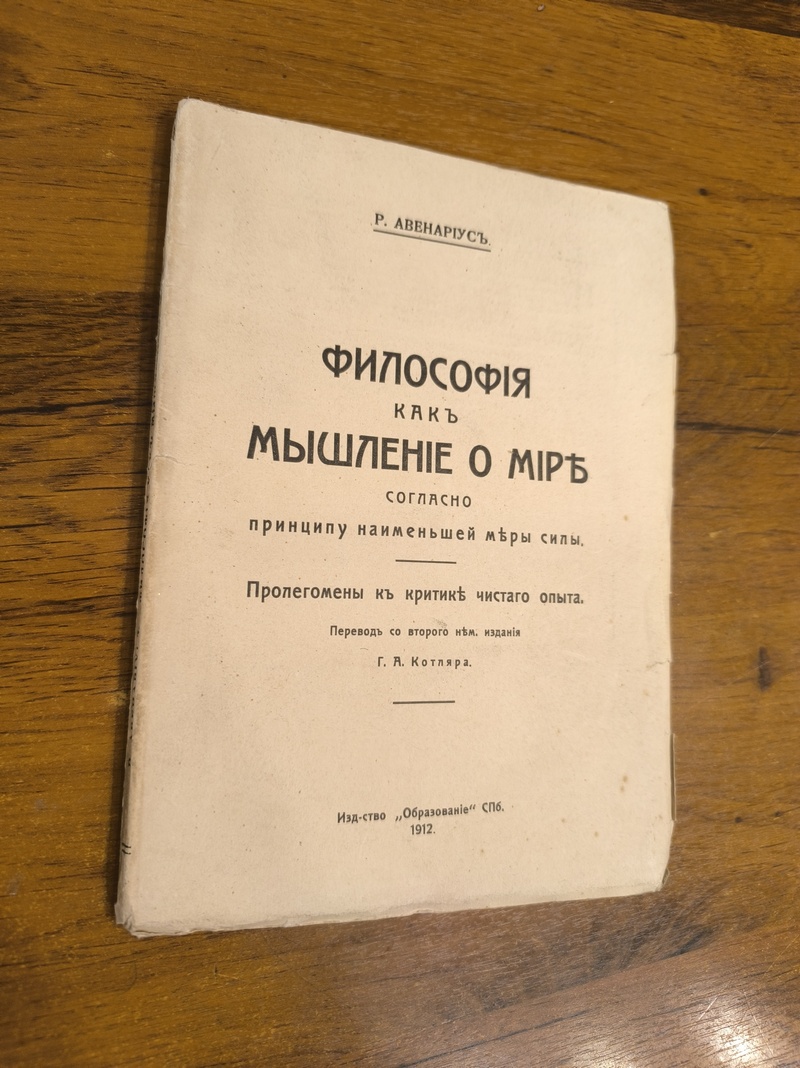 Р. АВЕНАРІУСЪ.
ФИЛОСОФІЯ
КАКЪ
МЫШЛЕНІЕ О МІРѢ
СОГЛАСНО
принципу наименьшей мѣры силы.
Пролегомены къ критикѣ чистаго опыта.
Переводъ со второго нѣм. изданія
Г. А. Котляра.
Изд-ство „Образованіе“ СПб.
1912.